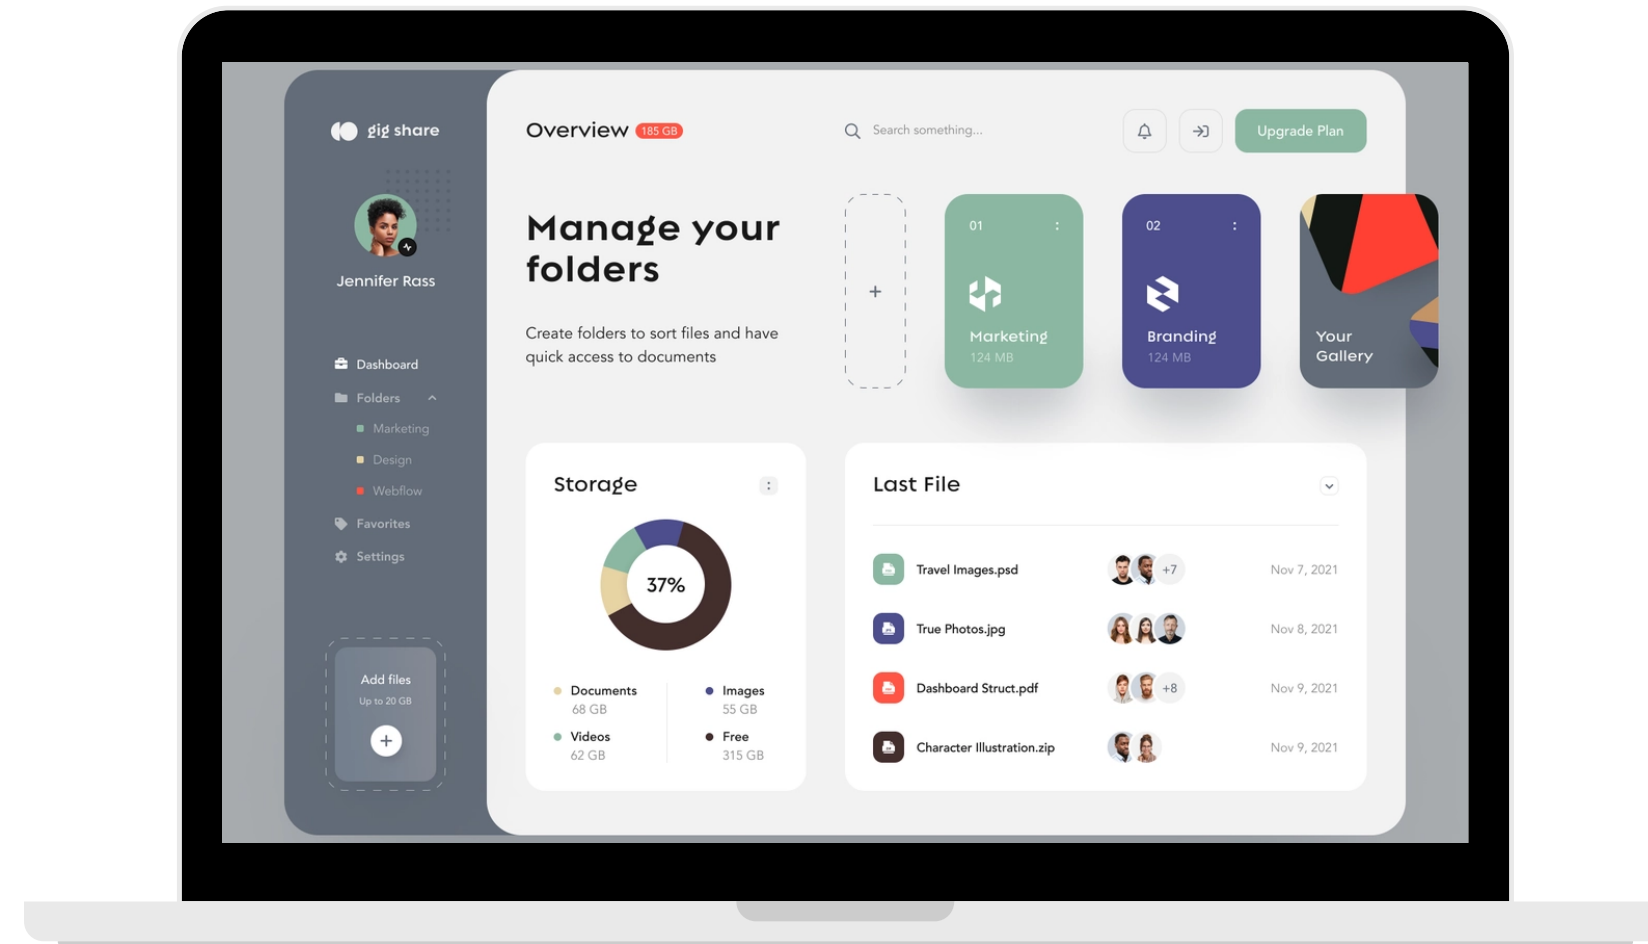 gig share
Jennifer Rass
Dashboard
Folders
Marketing
Design
Webflow
Favorites
Settings
Add files
Up to 20 GB
Overview 185 GB
Search something...
Upgrade Plan
Manage your
folders
Create folders to sort files and have
quick access to documents
01
Marketing
124 MB
02
Branding
124 MB
Your
Gallery
Storage
37%
Documents
68 GB
Images
55 GB
Videos
62 GB
Free
315 GB
Last File
Travel Images.psd +7 Nov 7, 2021
True Photos.jpg Nov 8, 2021
Dashboard Struct.pdf +8 Nov 9, 2021
Character Illustration.zip Nov 9, 2021